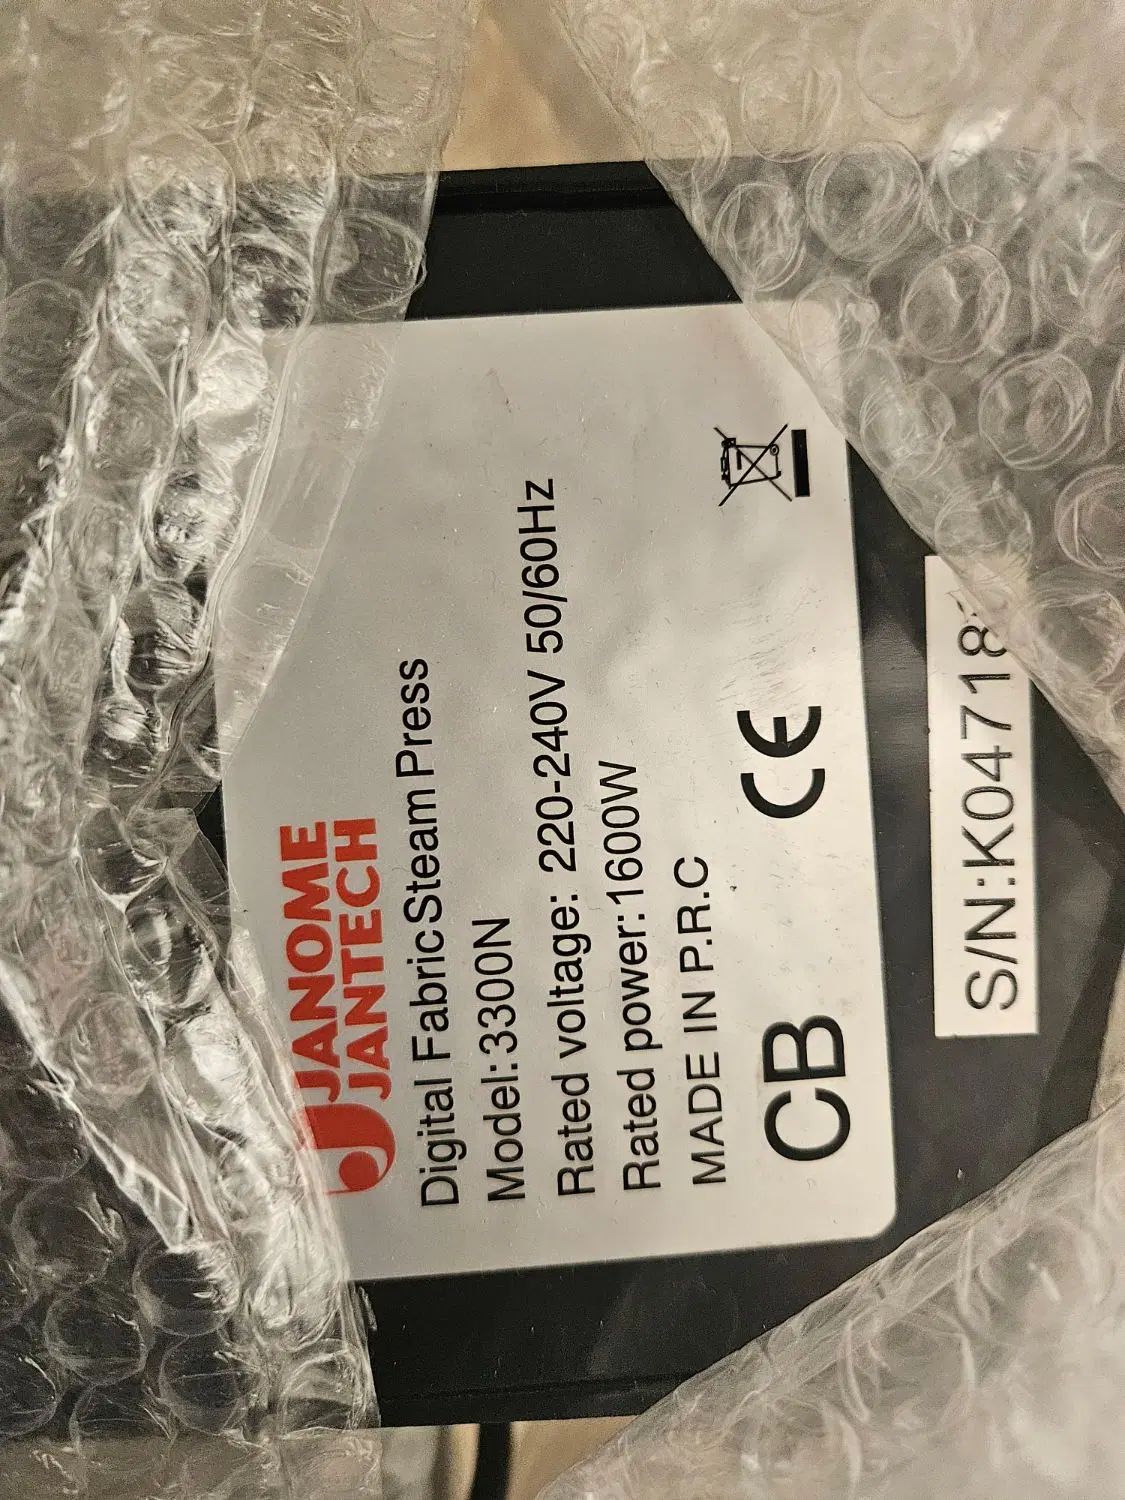 JANOME
JANTECH
Digital Fabric Steam Press
Model: 3300N
Rated voltage: 220-240V 50/60Hz
Rated power: 1600W
MADE IN P.R.C
CB CE
S/N:K04718